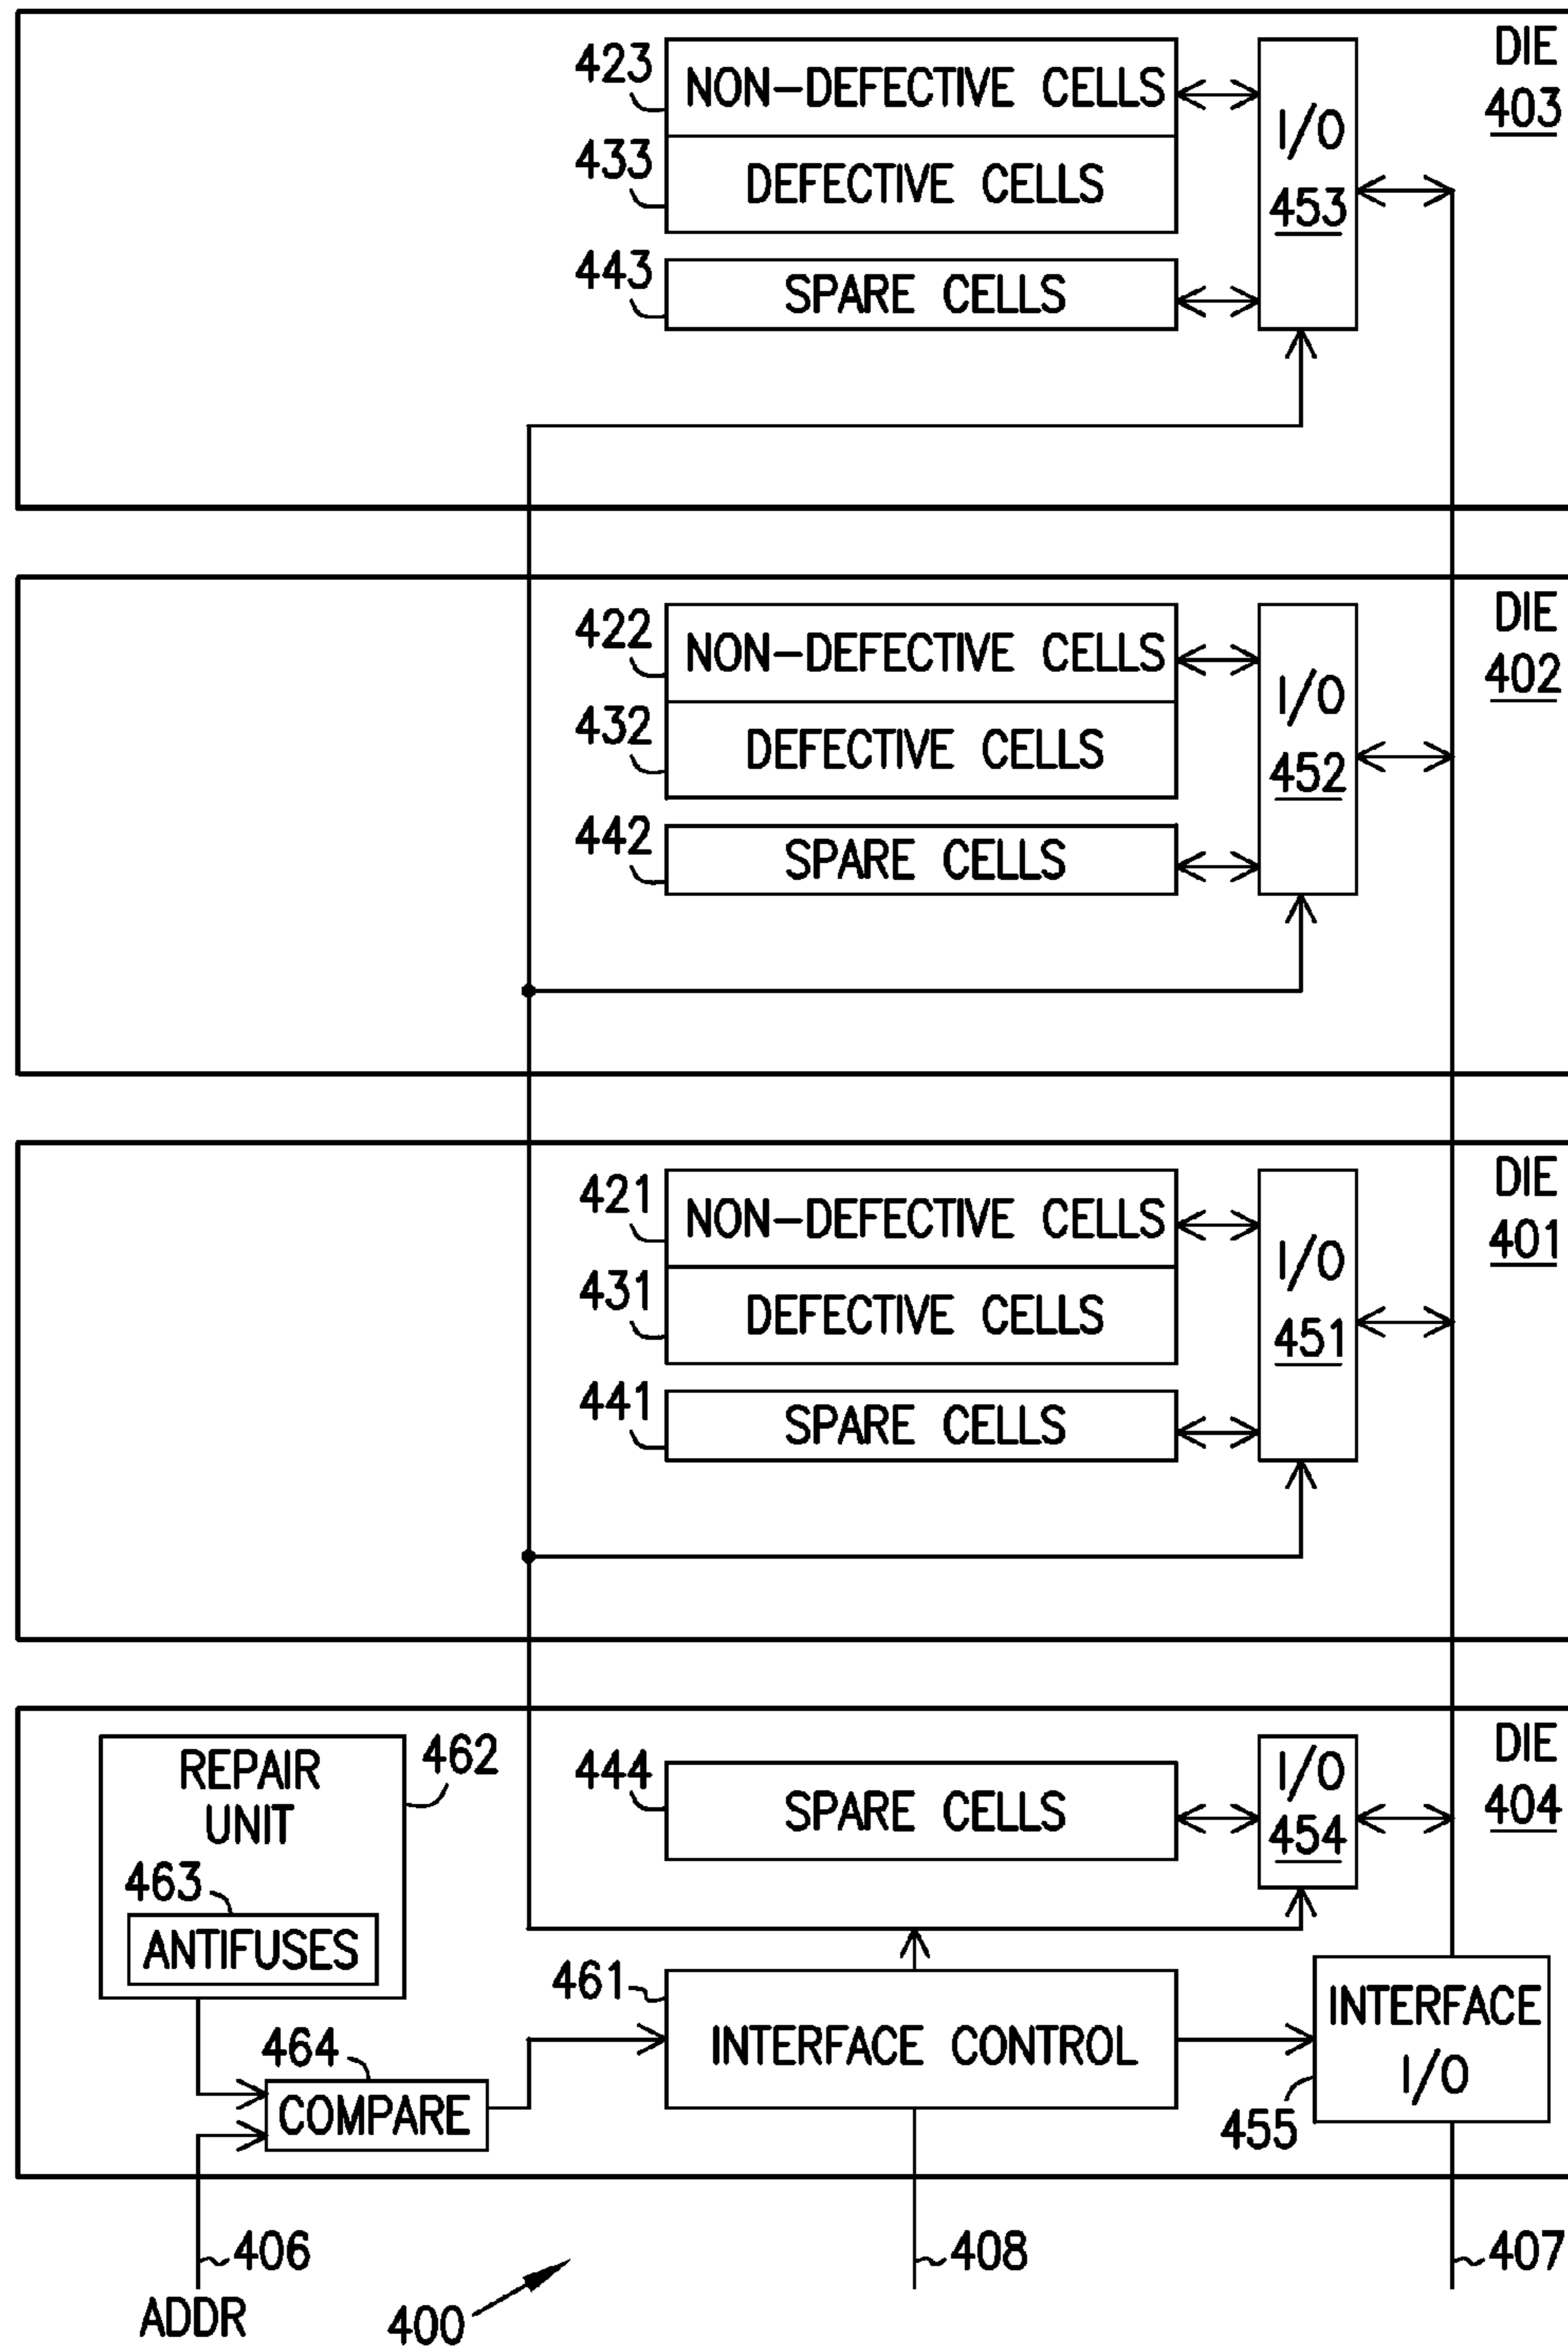 DIE
403
423
NON-DEFECTIVE CELLS
433
DEFECTIVE CELLS
443
SPARE CELLS
I/O
453
DIE
402
422
NON-DEFECTIVE CELLS
432
DEFECTIVE CELLS
442
SPARE CELLS
I/O
452
DIE
401
421
NON-DEFECTIVE CELLS
431
DEFECTIVE CELLS
441
SPARE CELLS
I/O
451
DIE
404
REPAIR
UNIT
462
463
ANTIFUSES
444
SPARE CELLS
I/O
454
464
COMPARE
461
INTERFACE CONTROL
INTERFACE
I/O
455
406
ADDR
400
408
407